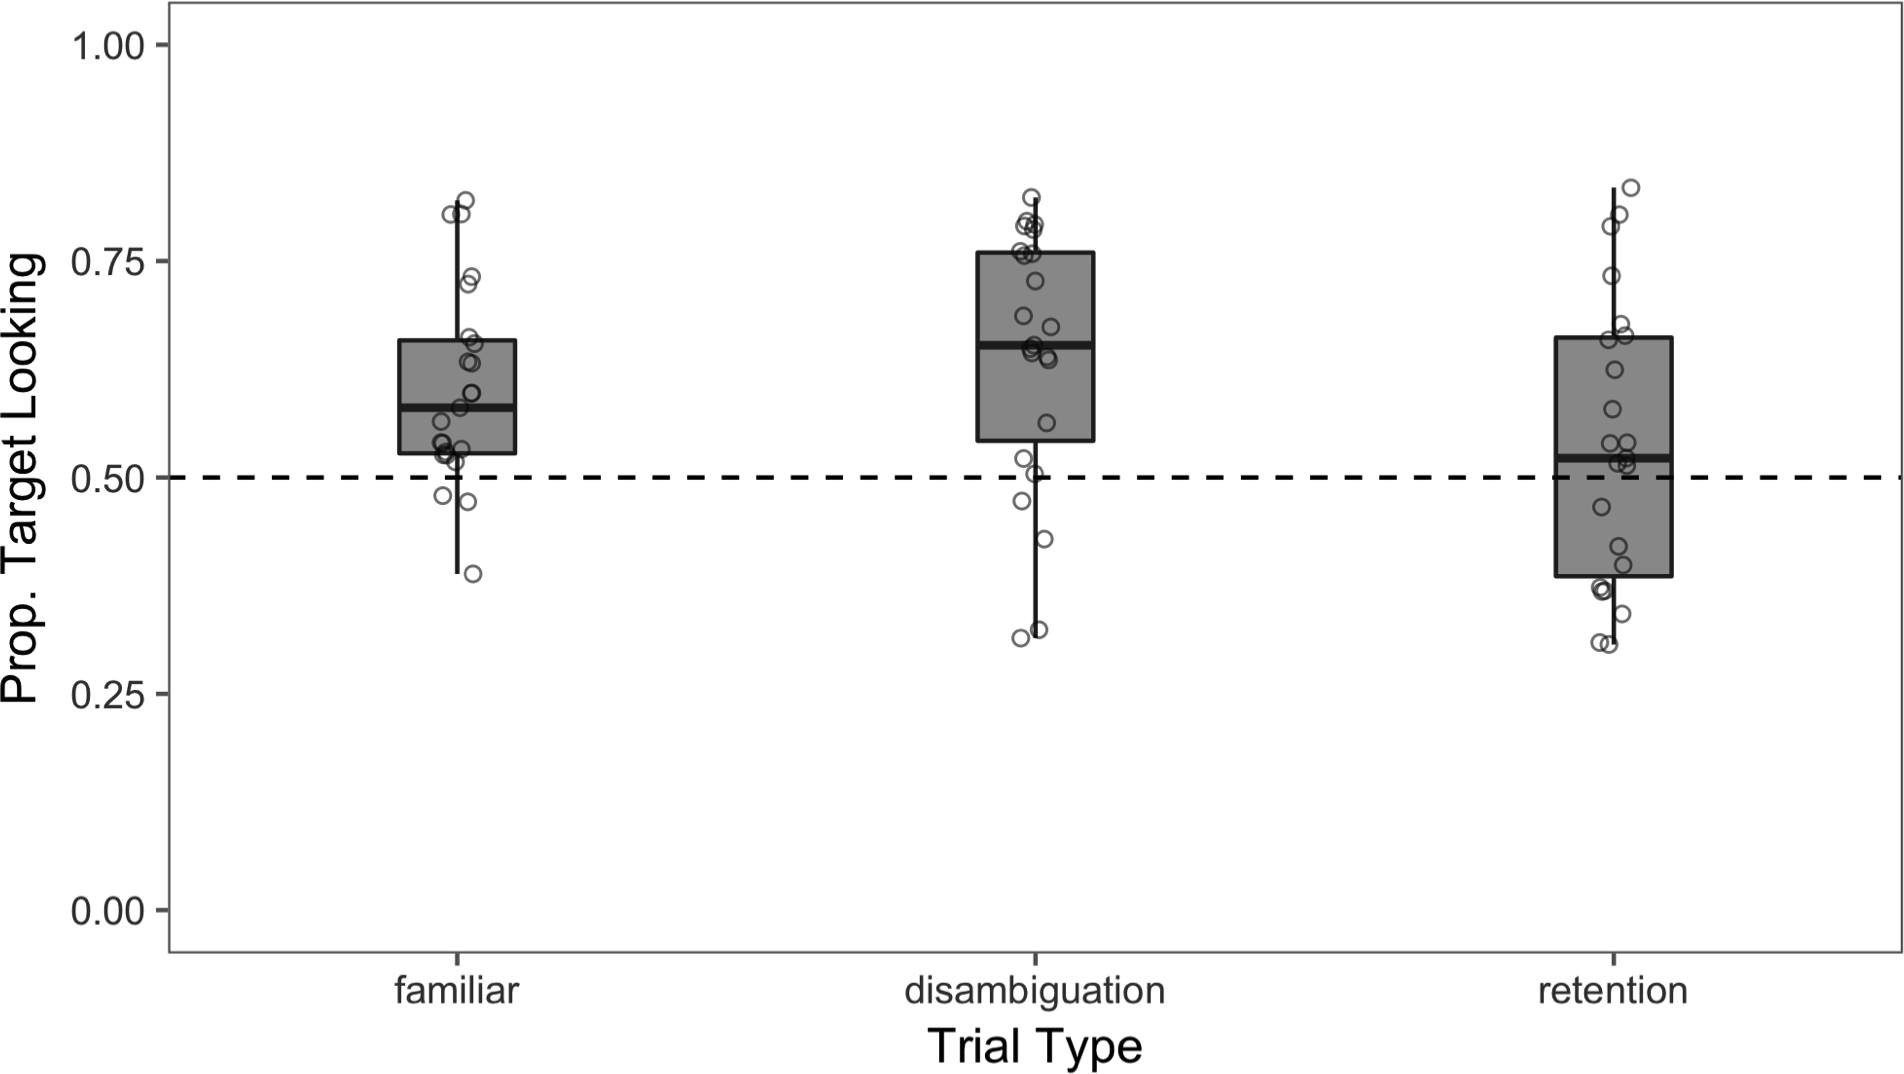 Prop. Target Looking
1.00
0.75
0.50
0.25
0.00
familiar
disambiguation
retention
Trial Type